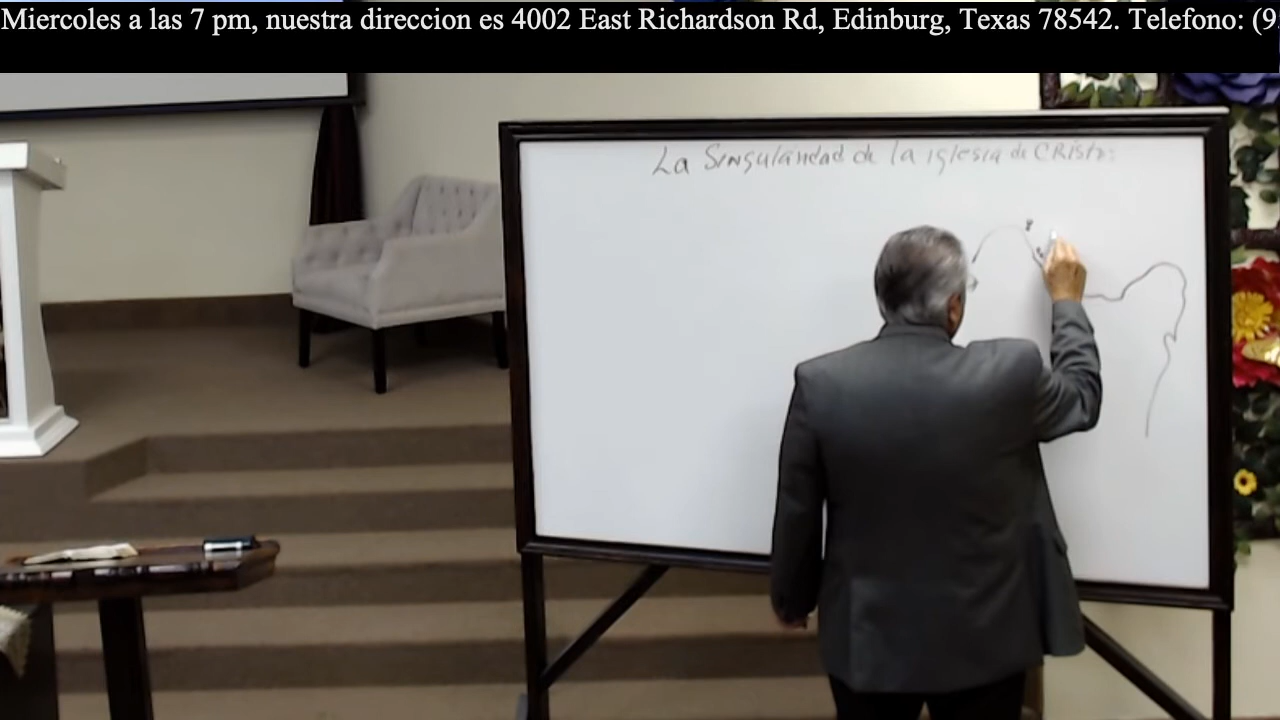 Miercoles a las 7 pm, nuestra direccion es 4002 East Richardson Rd, Edinburg, Texas 78542. Telefono: (9
La Singularidad de la iglesia de CRISTO: